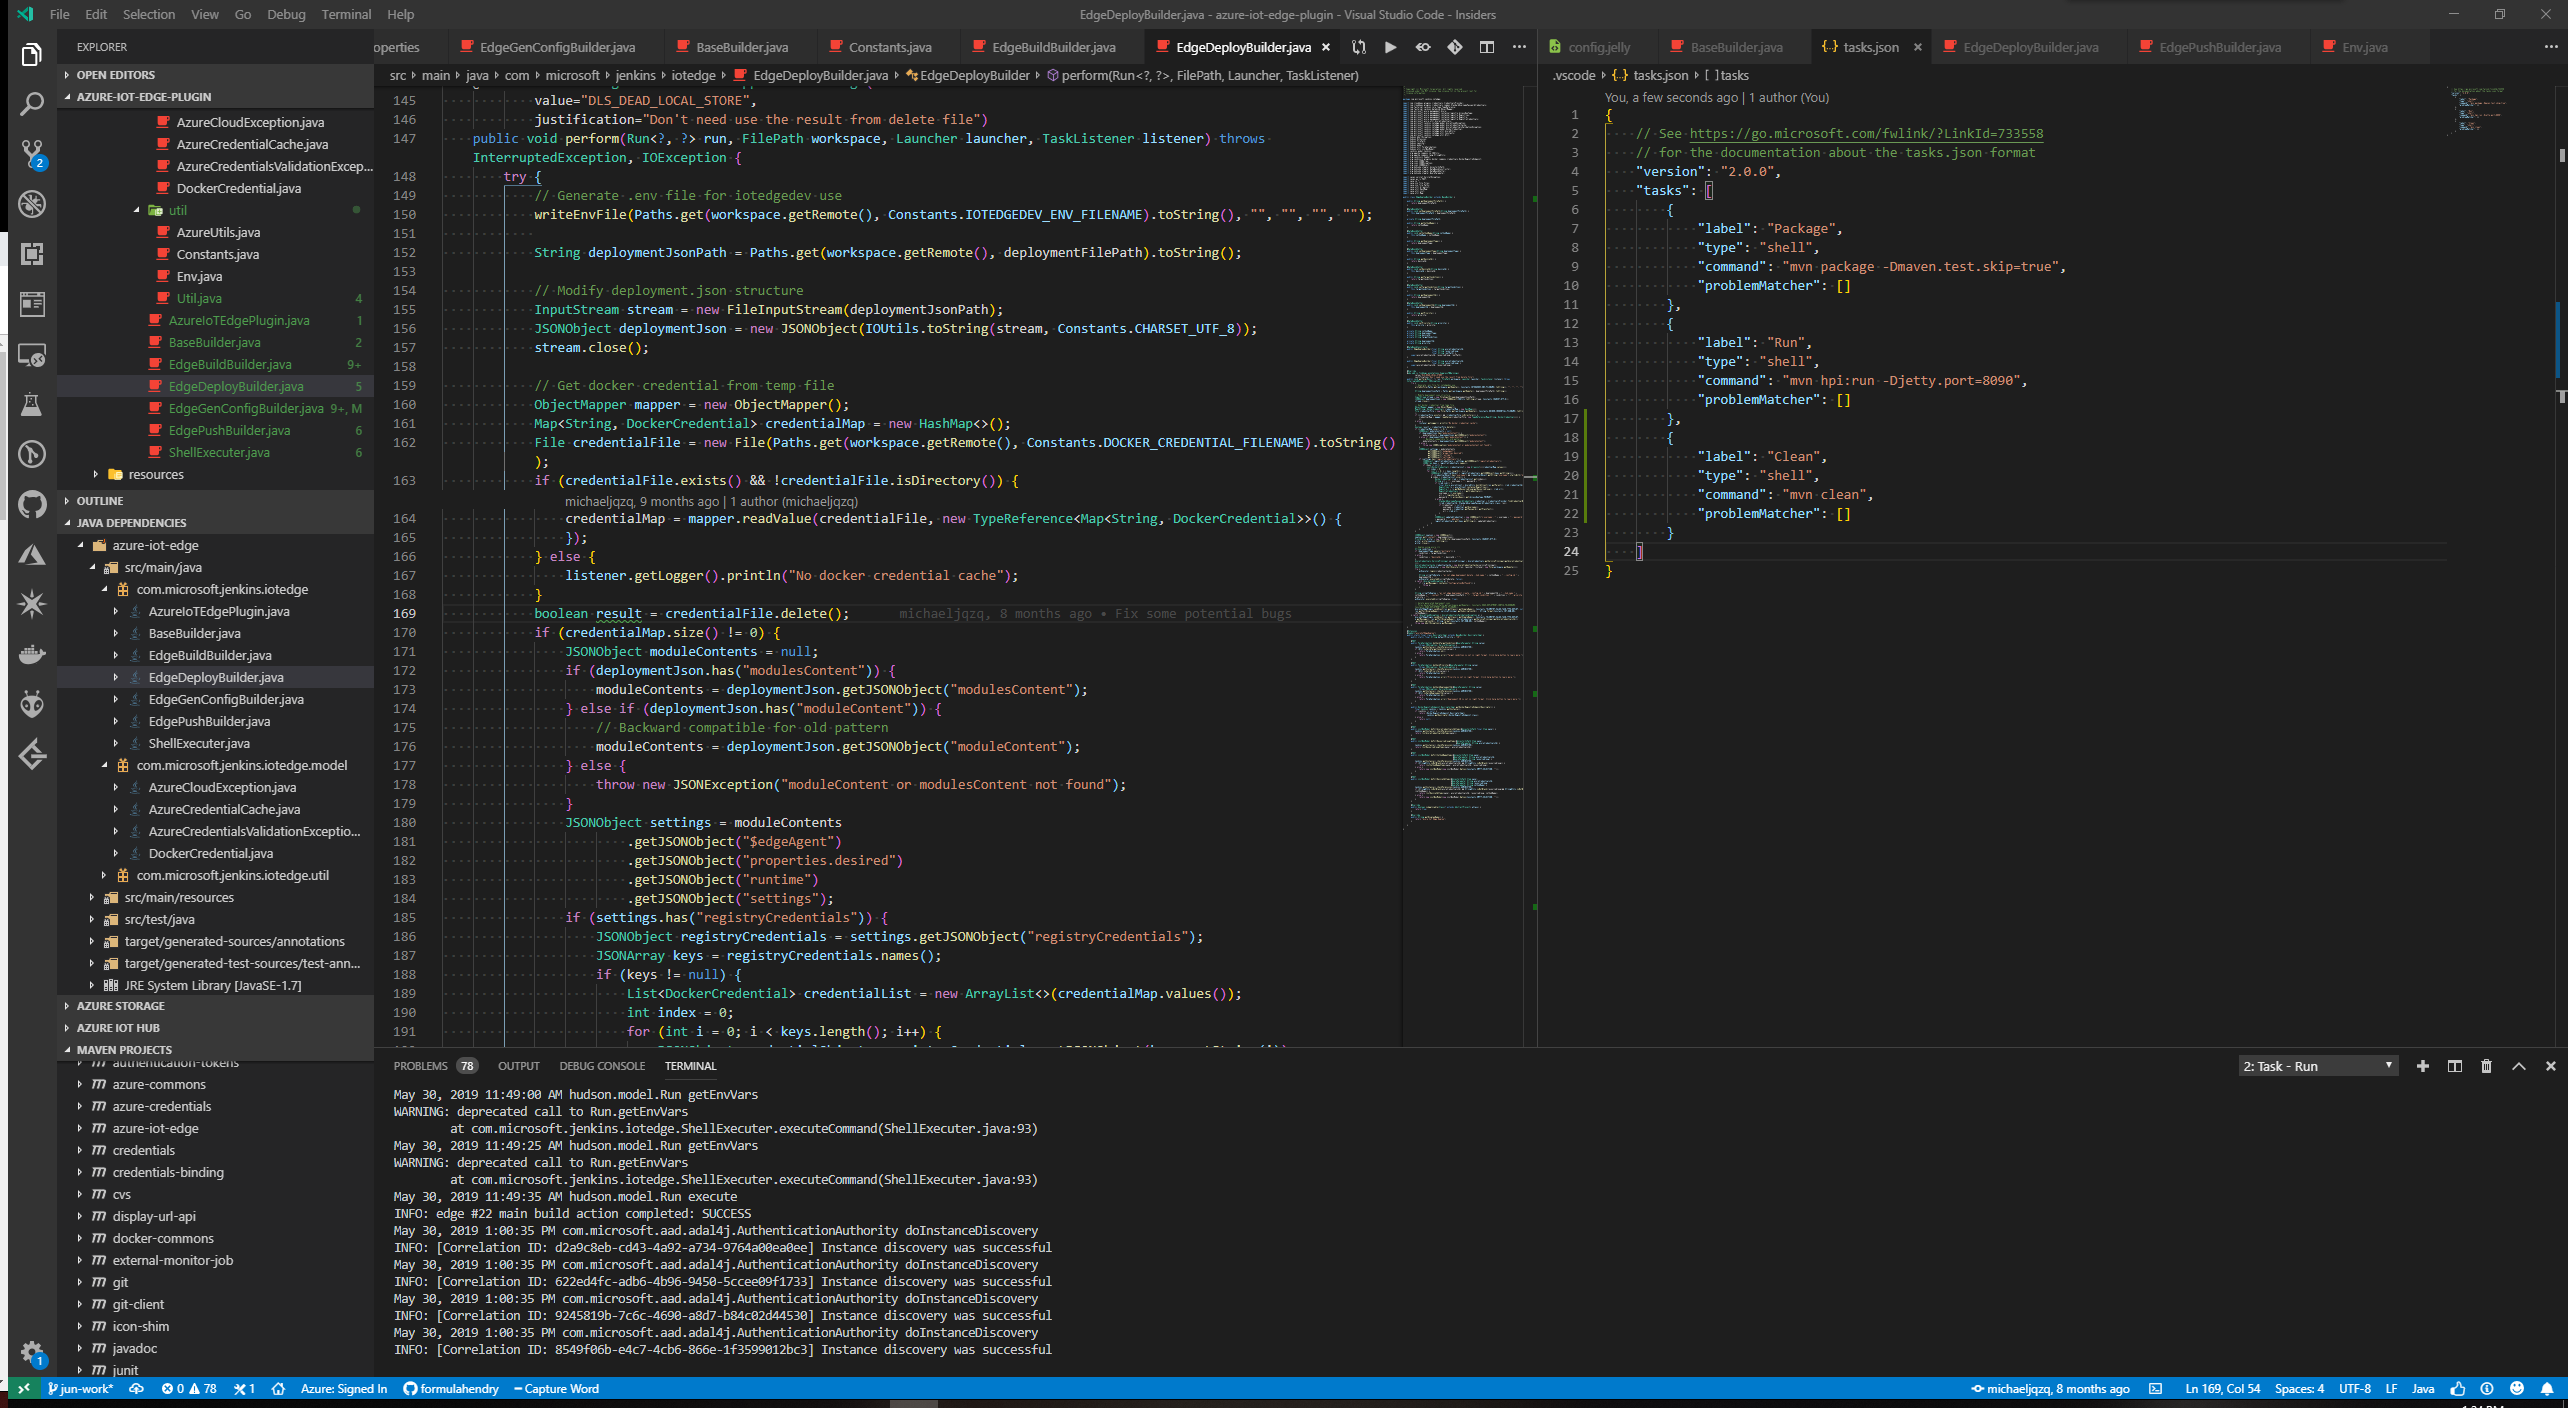 File Edit Selection View Go Debug Terminal Help
EdgeDeployBuilder.java - azure-iot-edge-plugin - Visual Studio Code - Insiders
EXPLORER
OPEN EDITORS
AZURE-IOT-EDGE-PLUGIN
AzureCloudException.java
AzureCredentialCache.java
AzureCredentialsValidationExcep...
DockerCredential.java
util
AzureUtils.java
Constants.java
Env.java
Util.java 4
AzureIoTEdgePlugin.java 1
BaseBuilder.java 2
EdgeBuildBuilder.java 9+
EdgeDeployBuilder.java 5
EdgeGenConfigBuilder.java 9+, M
EdgePushBuilder.java 6
ShellExecuter.java 6
resources
OUTLINE
JAVA DEPENDENCIES
azure-iot-edge
src/main/java
com.microsoft.jenkins.iotedge
AzureIoTEdgePlugin.java
BaseBuilder.java
EdgeBuildBuilder.java
EdgeDeployBuilder.java
EdgeGenConfigBuilder.java
EdgePushBuilder.java
ShellExecuter.java
com.microsoft.jenkins.iotedge.model
AzureCloudException.java
AzureCredentialCache.java
AzureCredentialsValidationExceptio...
DockerCredential.java
com.microsoft.jenkins.iotedge.util
src/main/resources
src/test/java
target/generated-sources/annotations
target/generated-test-sources/test-ann...
JRE System Library [JavaSE-1.7]
AZURE STORAGE
AZURE IOT HUB
MAVEN PROJECTS
authentication-tokens
azure-commons
azure-credentials
azure-iot-edge
credentials
credentials-binding
cvs
display-url-api
docker-commons
external-monitor-job
git
git-client
icon-shim
javadoc
junit
2
1
operties EdgeGenConfigBuilder.java BaseBuilder.java Constants.java EdgeBuildBuilder.java EdgeDeployBuilder.java
src main java com microsoft jenkins iotedge EdgeDeployBuilder.java EdgeDeployBuilder perform(Run<?, ?>, FilePath, Launcher, TaskListener)
145 value="DLS_DEAD_LOCAL_STORE",
146 justification="Don't need use the result from delete file")
147 public void perform(Run<?, ?> run, FilePath workspace, Launcher launcher, TaskListener listener) throws
InterruptedException, IOException {
148 try {
149 // Generate .env file for iotedgedev use
150 writeEnvFile(Paths.get(workspace.getRemote(), Constants.IOTEDGEDEV_ENV_FILENAME).toString(), "", "", "", "");
151
152 String deploymentJsonPath = Paths.get(workspace.getRemote(), deploymentFilePath).toString();
153
154 // Modify deployment.json structure
155 InputStream stream = new FileInputStream(deploymentJsonPath);
156 JSONObject deploymentJson = new JSONObject(IOUtils.toString(stream, Constants.CHARSET_UTF_8));
157 stream.close();
158
159 // Get docker credential from temp file
160 ObjectMapper mapper = new ObjectMapper();
161 Map<String, DockerCredential> credentialMap = new HashMap<>();
162 File credentialFile = new File(Paths.get(workspace.getRemote(), Constants.DOCKER_CREDENTIAL_FILENAME).toString()
);
163 if (credentialFile.exists() && !credentialFile.isDirectory()) {
michaeljqzq, 9 months ago | 1 author (michaeljqzq)
164 credentialMap = mapper.readValue(credentialFile, new TypeReference<Map<String, DockerCredential>>() {
165 });
166 } else {
167 listener.getLogger().println("No docker credential cache");
168 }
169 boolean result = credentialFile.delete(); michaeljqzq, 8 months ago • Fix some potential bugs
170 if (credentialMap.size() != 0) {
171 JSONObject moduleContents = null;
172 if (deploymentJson.has("modulesContent")) {
173 moduleContents = deploymentJson.getJSONObject("modulesContent");
174 } else if (deploymentJson.has("moduleContent")) {
175 // Backward compatible for old pattern
176 moduleContents = deploymentJson.getJSONObject("moduleContent");
177 } else {
178 throw new JSONException("moduleContent or modulesContent not found");
179 }
180 JSONObject settings = moduleContents
181 .getJSONObject("$edgeAgent")
182 .getJSONObject("properties.desired")
183 .getJSONObject("runtime")
184 .getJSONObject("settings");
185 if (settings.has("registryCredentials")) {
186 JSONObject registryCredentials = settings.getJSONObject("registryCredentials");
187 JSONArray keys = registryCredentials.names();
188 if (keys != null) {
189 List<DockerCredential> credentialList = new ArrayList<>(credentialMap.values());
190 int index = 0;
191 for (int i = 0; i < keys.length(); i++) {
config.jelly BaseBuilder.java tasks.json EdgeDeployBuilder.java EdgePushBuilder.java Env.java
.vscode {..} tasks.json [ ] tasks
You, a few seconds ago | 1 author (You)
1 {
2 // See https://go.microsoft.com/fwlink/?LinkId=733558
3 // for the documentation about the tasks.json format
4 "version": "2.0.0",
5 "tasks": [
6 {
7 "label": "Package",
8 "type": "shell",
9 "command": "mvn package -Dmaven.test.skip=true",
10 "problemMatcher": []
11 },
12 {
13 "label": "Run",
14 "type": "shell",
15 "command": "mvn hpi:run -Djetty.port=8090",
16 "problemMatcher": []
17 },
18 {
19 "label": "Clean",
20 "type": "shell",
21 "command": "mvn clean",
22 "problemMatcher": []
23 }
24 ]
25 }
PROBLEMS 78 OUTPUT DEBUG CONSOLE TERMINAL
2: Task - Run
May 30, 2019 11:49:00 AM hudson.model.Run getEnvVars
WARNING: deprecated call to Run.getEnvVars
at com.microsoft.jenkins.iotedge.ShellExecuter.executeCommand(ShellExecuter.java:93)
May 30, 2019 11:49:25 AM hudson.model.Run getEnvVars
WARNING: deprecated call to Run.getEnvVars
at com.microsoft.jenkins.iotedge.ShellExecuter.executeCommand(ShellExecuter.java:93)
May 30, 2019 11:49:35 AM hudson.model.Run execute
INFO: edge #22 main build action completed: SUCCESS
May 30, 2019 1:00:35 PM com.microsoft.aad.adal4j.AuthenticationAuthority doInstanceDiscovery
INFO: [Correlation ID: d2a9c8eb-cd43-4a92-a734-9764a00ea0ee] Instance discovery was successful
May 30, 2019 1:00:35 PM com.microsoft.aad.adal4j.AuthenticationAuthority doInstanceDiscovery
INFO: [Correlation ID: 622ed4fc-adb6-4b96-9450-5ccee09f1733] Instance discovery was successful
May 30, 2019 1:00:35 PM com.microsoft.aad.adal4j.AuthenticationAuthority doInstanceDiscovery
INFO: [Correlation ID: 9245819b-7c6c-4690-a8d7-b84c02d44530] Instance discovery was successful
May 30, 2019 1:00:35 PM com.microsoft.aad.adal4j.AuthenticationAuthority doInstanceDiscovery
INFO: [Correlation ID: 8549f06b-e4c7-4cb6-866e-1f3599012bc3] Instance discovery was successful
jun-work* 0 78 1 Azure: Signed In formulahendry Capture Word
michaeljqzq, 8 months ago Ln 169, Col 54 Spaces: 4 UTF-8 LF Java